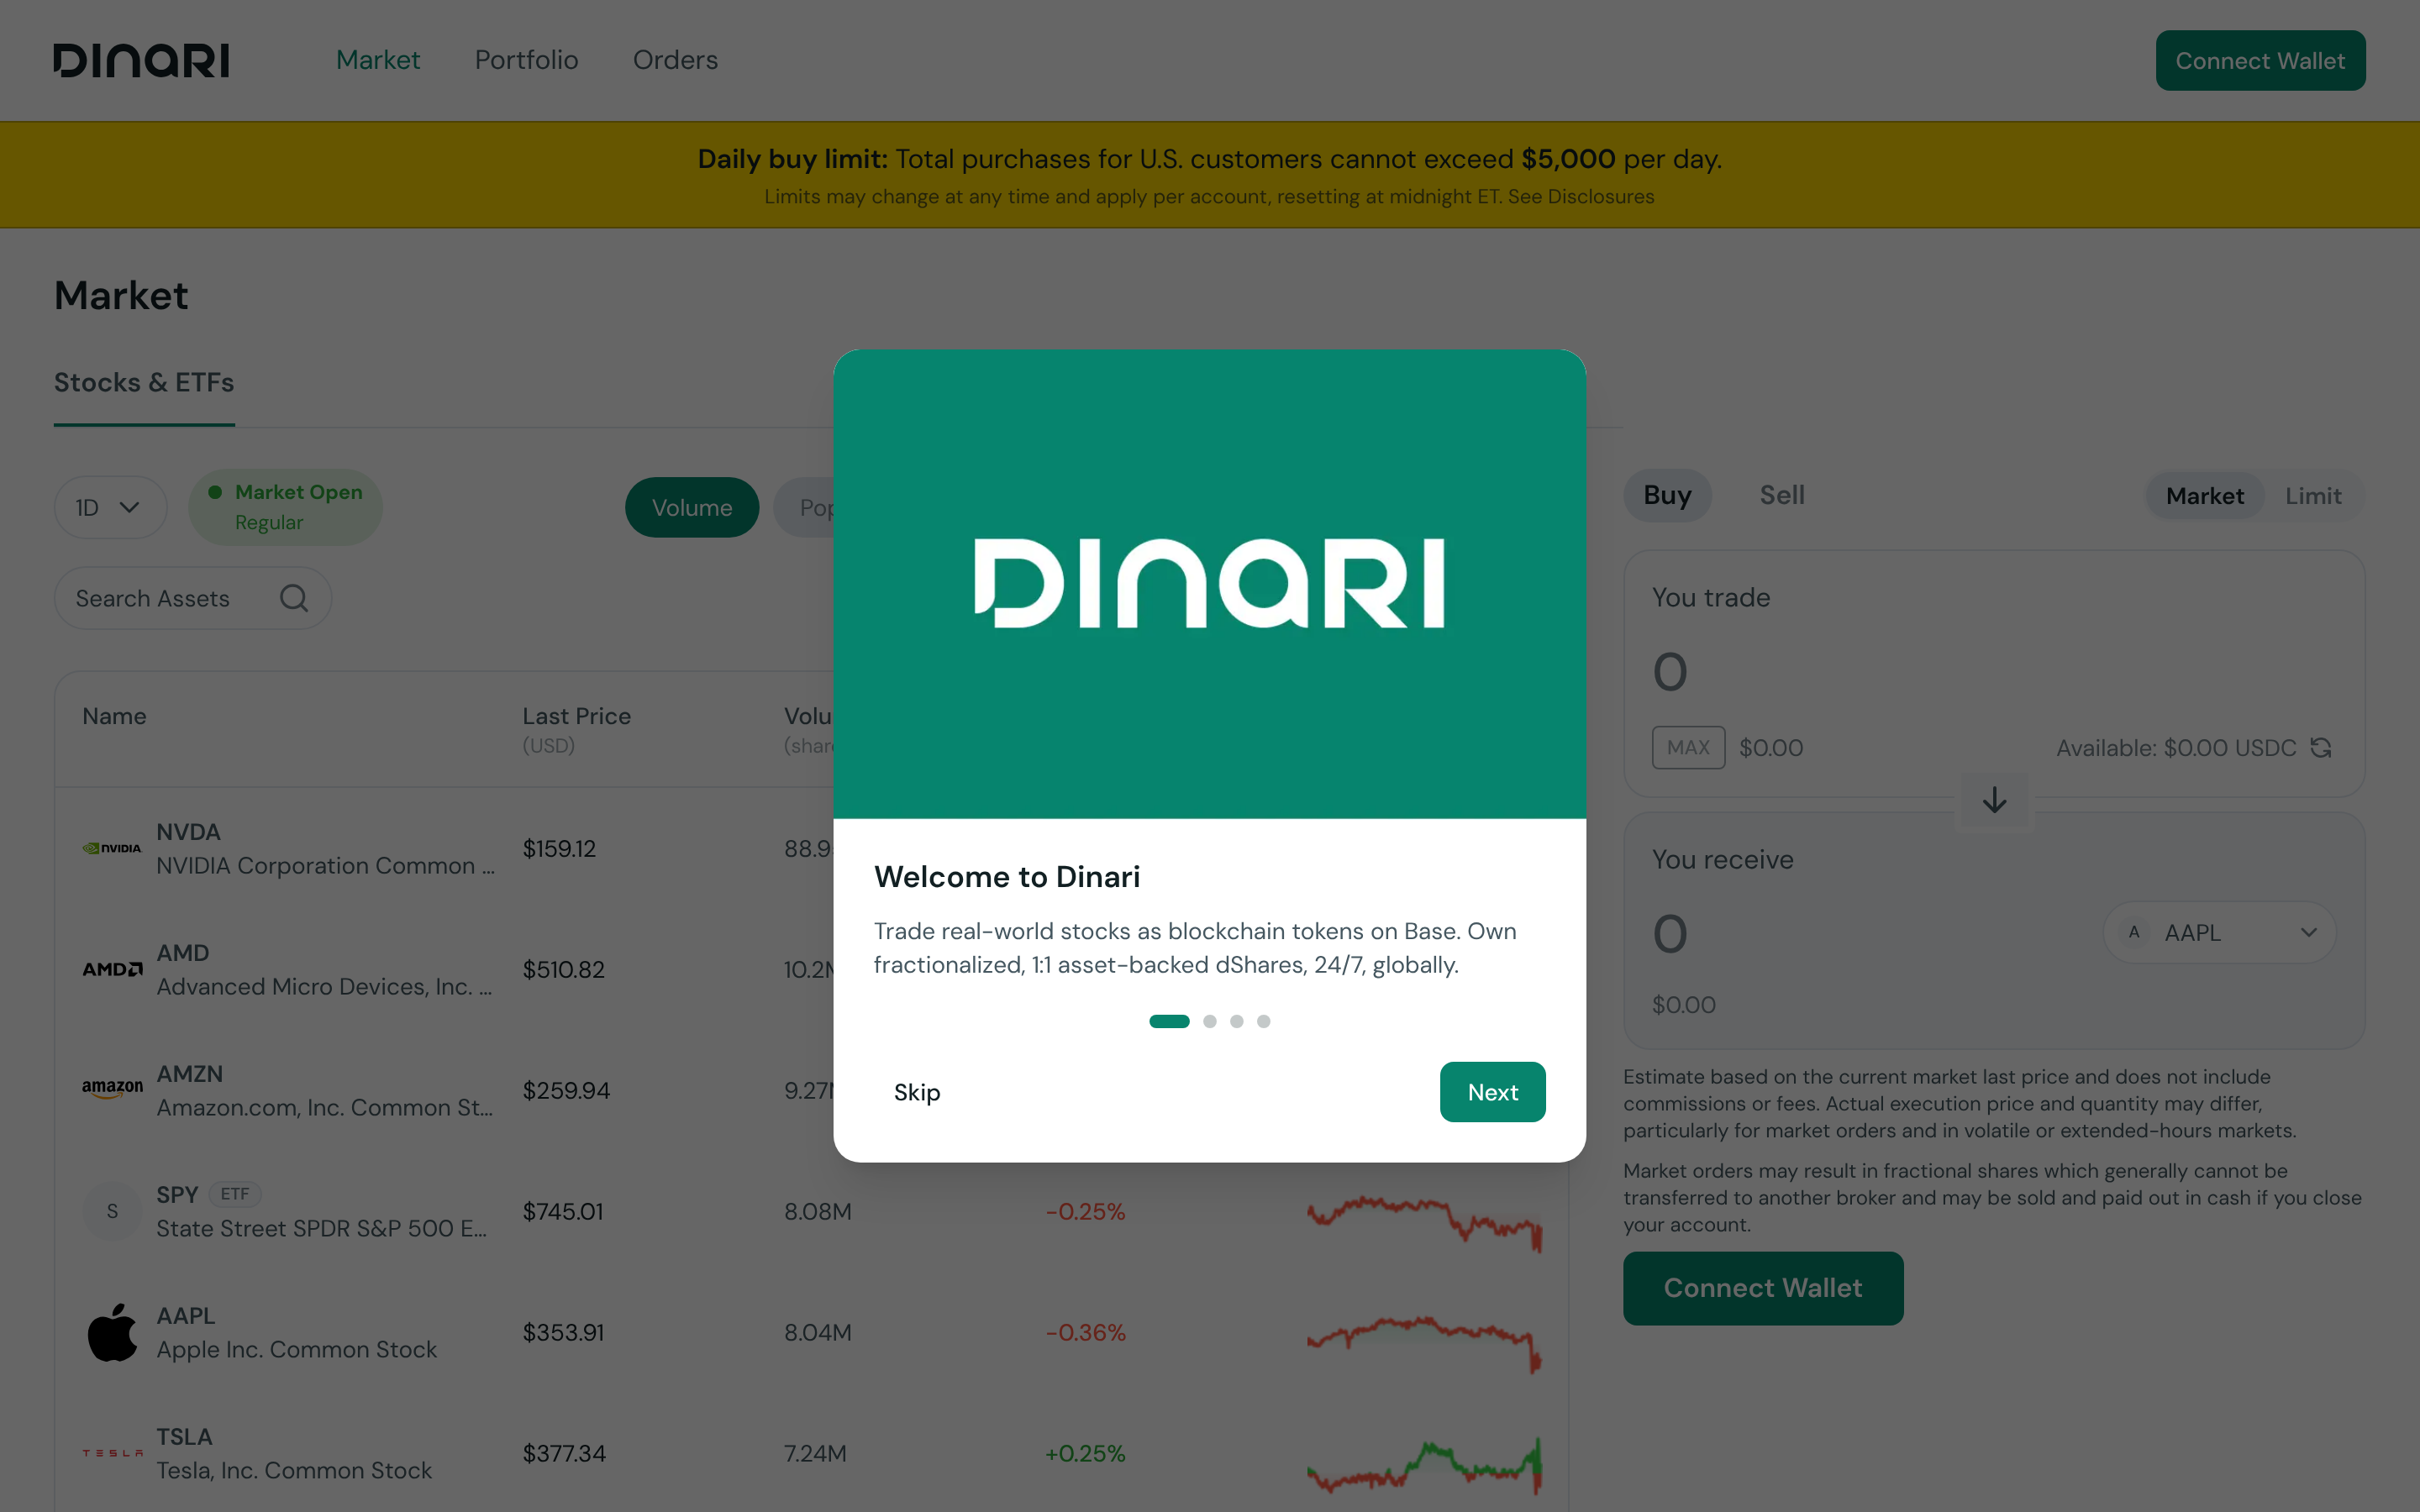 DINARI
Market
Portfolio
Orders
Connect Wallet
Daily buy limit: Total purchases for U.S. customers cannot exceed $5,000 per day.
Limits may change at any time and apply per account, resetting at midnight ET. See Disclosures
Market
Stocks & ETFs
1D
Market Open
Regular
Volume
Search Assets
Name
Last Price
(USD)
NVIDIA
NVDA
NVIDIA Corporation Common ...
$159.12
AMD
AMD
Advanced Micro Devices, Inc. ...
$510.82
amazon
AMZN
Amazon.com, Inc. Common St...
$259.94
S
SPY
ETF
State Street SPDR S&P 500 E...
$745.01
8.08M
-0.25%
AAPL
Apple Inc. Common Stock
$353.91
8.04M
-0.36%
TESLA
TSLA
Tesla, Inc. Common Stock
$377.34
7.24M
+0.25%
DINARI
Welcome to Dinari
Trade real-world stocks as blockchain tokens on Base. Own
fractionalized, 1:1 asset-backed dShares, 24/7, globally.
Skip
Next
Buy
Sell
Market
Limit
You trade
0
MAX
$0.00
Available: $0.00 USDC
You receive
0
A
AAPL
$0.00
Estimate based on the current market last price and does not include
commissions or fees. Actual execution price and quantity may differ,
particularly for market orders and in volatile or extended-hours markets.
Market orders may result in fractional shares which generally cannot be
transferred to another broker and may be sold and paid out in cash if you close
your account.
Connect Wallet